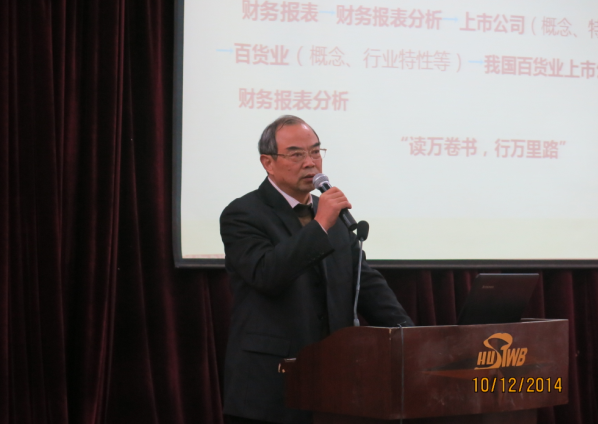 财务报表→财务报表分析→上市公司（概念、特
→百货业（概念、行业特性等）→我国百货业上市
财务报表分析
“读万卷书，行万里路”
HUSTWB
10/12/2014